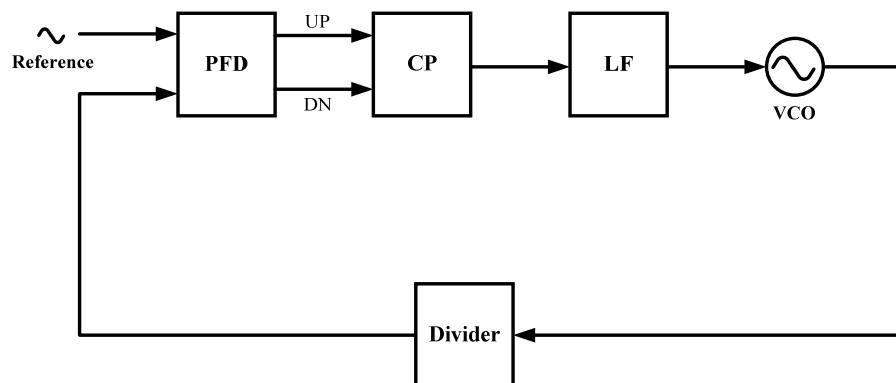 UP
Reference
PFD
CP
LF
DN
VCO
Divider